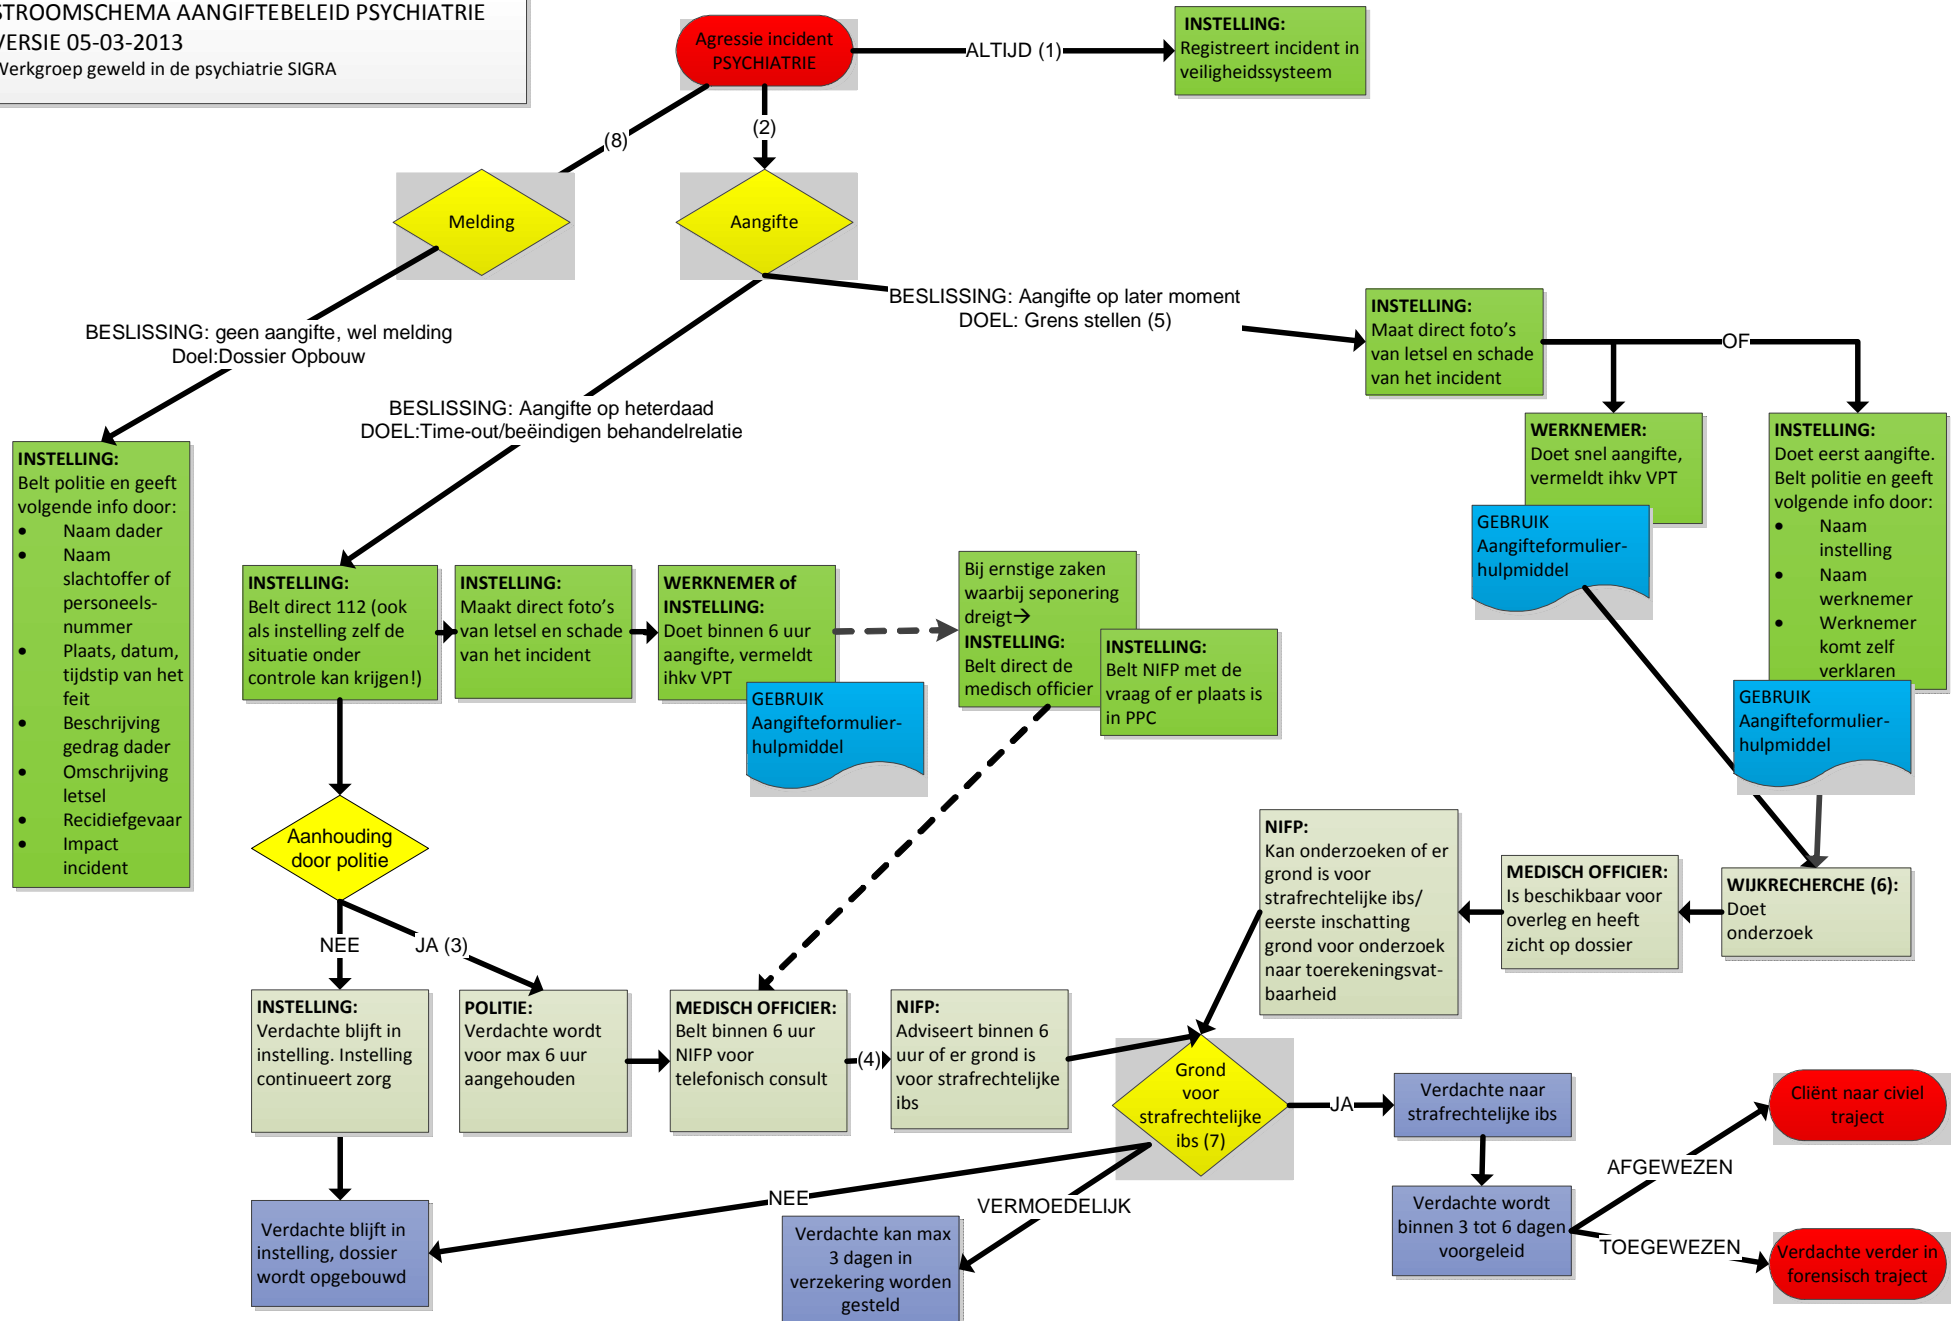 STROOMSCHEMA AANGIFTEBELEID PSYCHIATRIE
VERSIE 05-03-2013
Werkgroep geweld in de psychiatrie SIGRA
Agressie incident
PSYCHIATRIE
ALTIJD (1)
INSTELLING:
Registreert incident in
veiligheidssysteem
(8)
(2)
Melding
Aangifte
BESLISSING: geen aangifte, wel melding
Doel:Dossier Opbouw
BESLISSING: Aangifte op heterdaad
DOEL:Time-out/beëindigen behandelrelatie
BESLISSING: Aangifte op later moment
DOEL: Grens stellen (5)
INSTELLING:
Maat direct foto's
van letsel en schade
van het incident
OF
WERKNEMER:
Doet snel aangifte,
vermeldt ihkv VPT
GEBRUIK
Aangifteformulier-
hulpmiddel
INSTELLING:
Doet eerst aangifte.
Belt politie en geeft
volgende info door:
• Naam
instelling
• Naam
werknemer
• Werknemer
komt zelf
verklaren
GEBRUIK
Aangifteformulier-
hulpmiddel
INSTELLING:
Belt politie en geeft
volgende info door:
• Naam dader
• Naam
slachtoffer of
personeels-
nummer
• Plaats, datum,
tijdstip van het
feit
• Beschrijving
gedrag dader
• Omschrijving
letsel
• Recidiefgevaar
• Impact
incident
INSTELLING:
Belt direct 112 (ook
als instelling zelf de
situatie onder
controle kan krijgen!)
INSTELLING:
Maakt direct foto's
van letsel en schade
van het incident
WERKNEMER of
INSTELLING:
Doet binnen 6 uur
aangifte, vermeldt
ihkv VPT
GEBRUIK
Aangifteformulier-
hulpmiddel
Bij ernstige zaken
waarbij seponering
dreigt→
INSTELLING:
Belt direct de
medisch officier
INSTELLING:
Belt NIFP met de
vraag of er plaats is
in PPC
Aanhouding
door politie
NEE
JA (3)
INSTELLING:
Verdachte blijft in
instelling. Instelling
continueert zorg
POLITIE:
Verdachte wordt
voor max 6 uur
aangehouden
MEDISCH OFFICIER:
Belt binnen 6 uur
NIFP voor
telefonisch consult
(4)
NIFP:
Adviseert binnen 6
uur of er grond is
voor strafrechtelijke
ibs
NIFP:
Kan onderzoeken of er
grond is voor
strafrechtelijke ibs/
eerste inschatting
grond voor onderzoek
naar toerekeningsvat-
baarheid
MEDISCH OFFICIER:
Is beschikbaar voor
overleg en heeft
zicht op dossier
WIJKRECHERCHE (6):
Doet
onderzoek
Grond
voor
strafrechtelijke
ibs (7)
JA
NEE
VERMOEDELIJK
Verdachte blijft in
instelling, dossier
wordt opgebouwd
Verdachte kan max
3 dagen in
verzekering worden
gesteld
Verdachte naar
strafrechtelijke ibs
Verdachte wordt
binnen 3 tot 6 dagen
voorgeleid
AFGEWEZEN
TOEGEWEZEN
Cliënt naar civiel
traject
Verdachte verder in
forensisch traject